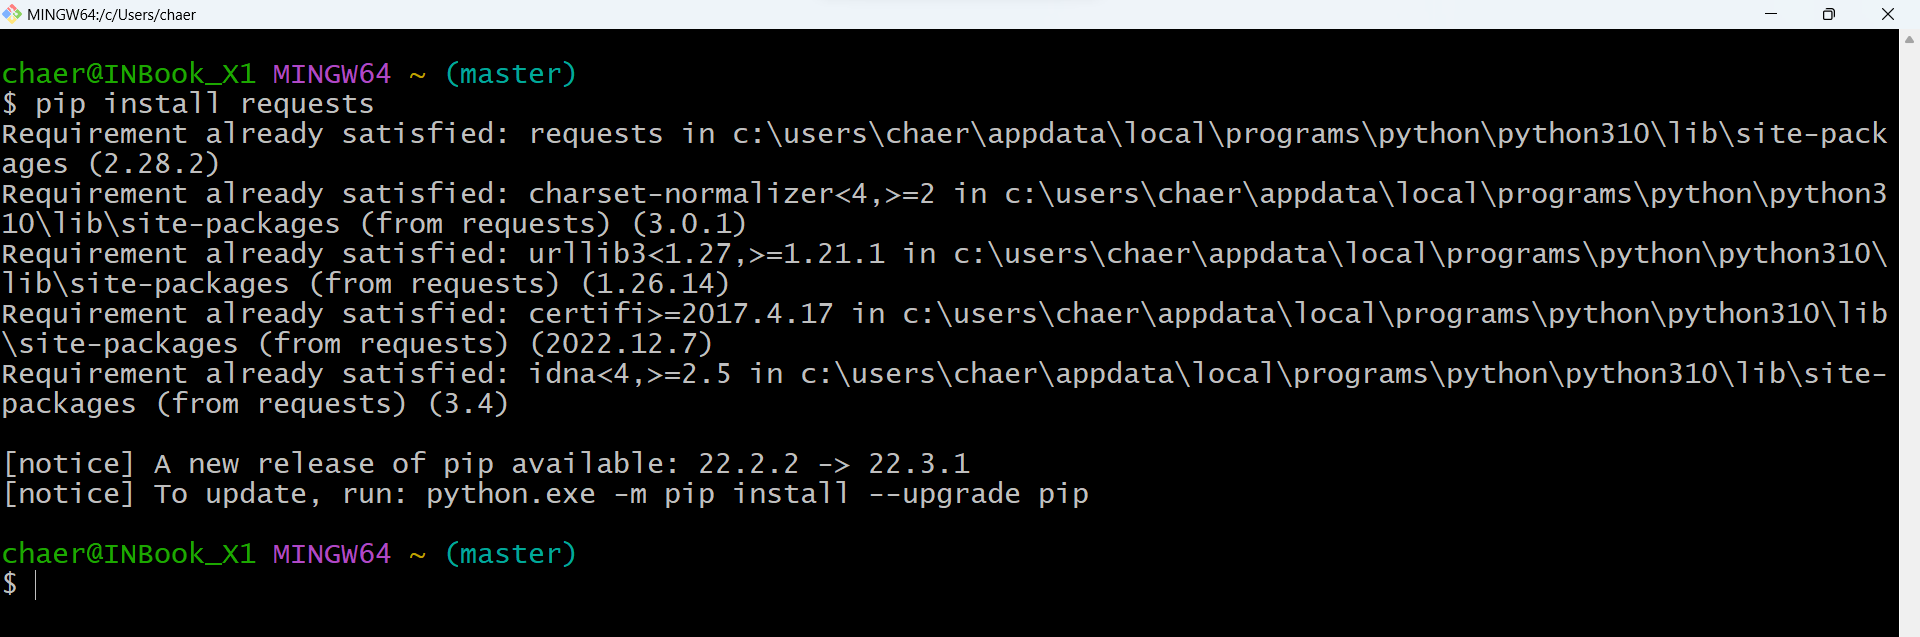 MINGW64:/c/Users/chaer
chaer@INBook_X1 MINGW64 ~ (master)
$ pip install requests
Requirement already satisfied: requests in c:\users\chaer\appdata\local\programs\python\python310\lib\site-pack
ages (2.28.2)
Requirement already satisfied: charset-normalizer<4,>=2 in c:\users\chaer\appdata\local\programs\python\python3
10\lib\site-packages (from requests) (3.0.1)
Requirement already satisfied: urllib3<1.27,>=1.21.1 in c:\users\chaer\appdata\local\programs\python\python310\
lib\site-packages (from requests) (1.26.14)
Requirement already satisfied: certifi>=2017.4.17 in c:\users\chaer\appdata\local\programs\python\python310\lib
\site-packages (from requests) (2022.12.7)
Requirement already satisfied: idna<4,>=2.5 in c:\users\chaer\appdata\local\programs\python\python310\lib\site-
packages (from requests) (3.4)
[notice] A new release of pip available: 22.2.2 -> 22.3.1
[notice] To update, run: python.exe -m pip install --upgrade pip
chaer@INBook_X1 MINGW64 ~ (master)
$